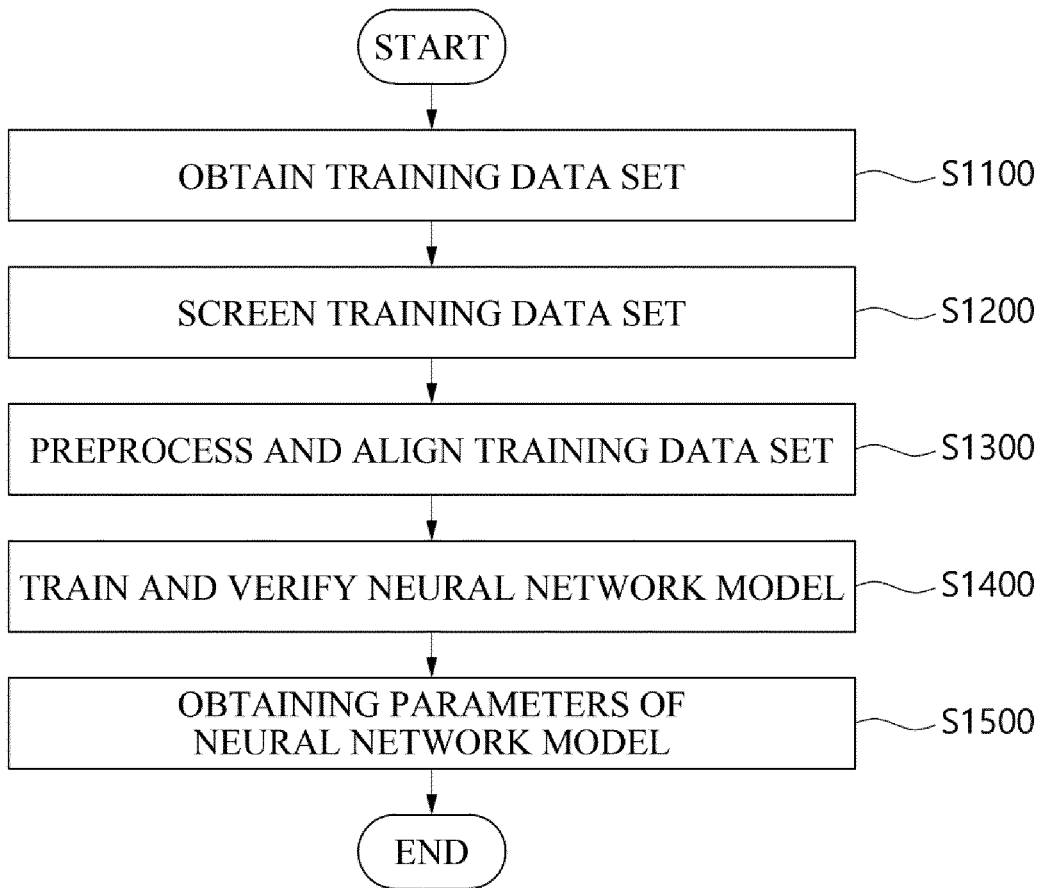 START
OBTAIN TRAINING DATA SET
S1100
SCREEN TRAINING DATA SET
S1200
PREPROCESS AND ALIGN TRAINING DATA SET
S1300
TRAIN AND VERIFY NEURAL NETWORK MODEL
S1400
OBTAINING PARAMETERS OF
NEURAL NETWORK MODEL
S1500
END